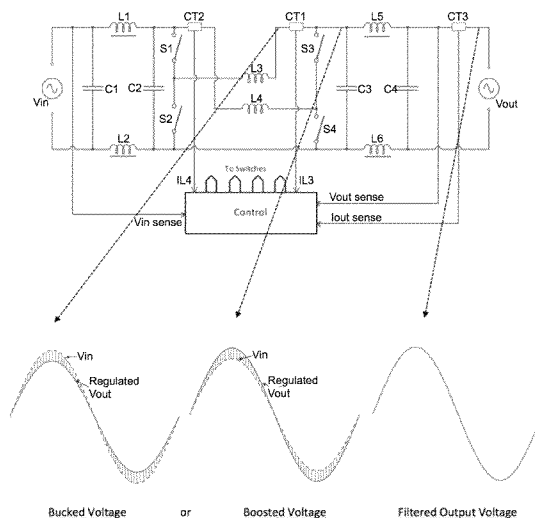 L1 CT2 CT1 L5 CT3
S1 S3
L3
Vin C1 C2 L4 C3 C4 Vout
S2 S4
L2 L6
To Switches
IL4 IL3
Control
Vin sense
Vout sense
Iout sense
Vin
Regulated
Vout
Vin
Regulated
Vout
Bucked Voltage or Boosted Voltage Filtered Output Voltage